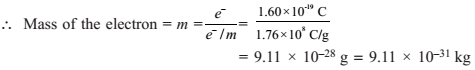 ∴ Mass of the electron = m = e⁻ / e⁻/m = 1.60×10⁻¹⁹ C / 1.76×10⁸ C/g
= 9.11 × 10⁻²⁸ g = 9.11 × 10⁻³¹ kg